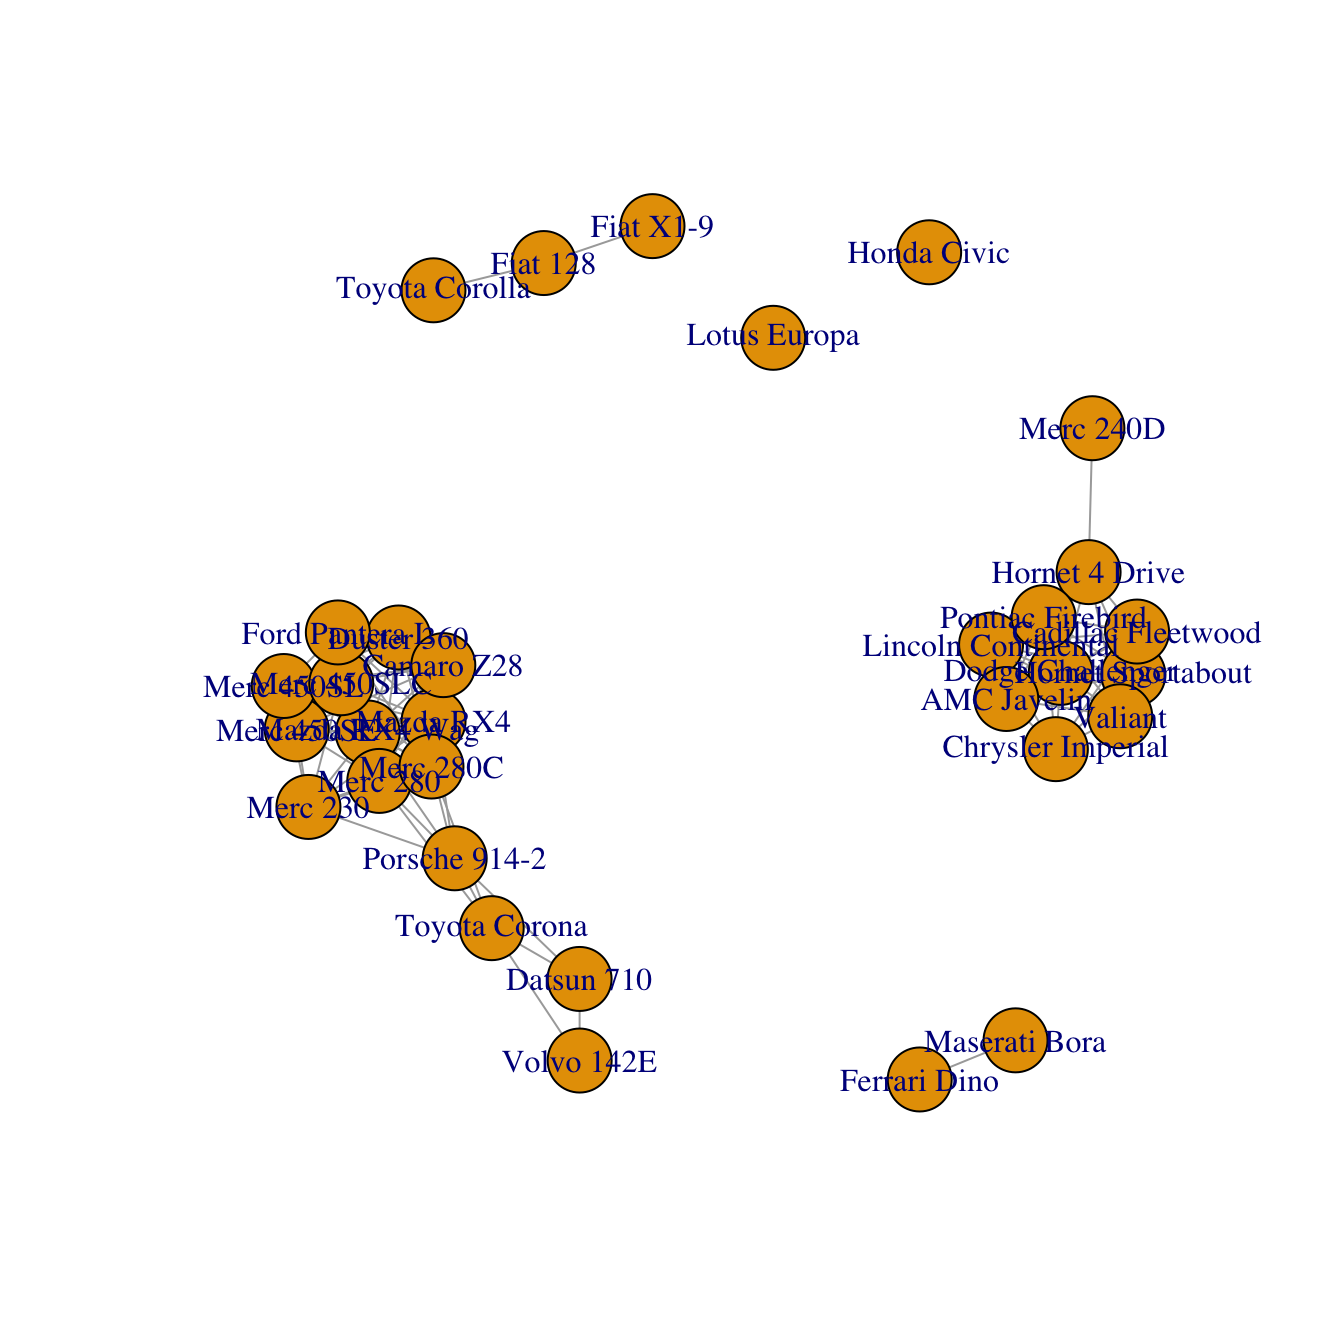 Fiat X1-9
Honda Civic
Fiat 128
Toyota Corolla
Lotus Europa
Merc 240D
Hornet 4 Drive
Pontiac Firebird
Ford Pantera L
Duster 360
Cadillac Fleetwood
Lincoln Continental
Camaro Z28
Dodge Challenger
Hornet Sportabout
Merc 450SLC
Merc 450SL
AMC Javelin
Valiant
Mazda RX4
Merc 450SE
Mazda RX4 Wag
Chrysler Imperial
Merc 280C
Merc 280
Merc 230
Porsche 914-2
Toyota Corona
Datsun 710
Maserati Bora
Volvo 142E
Ferrari Dino